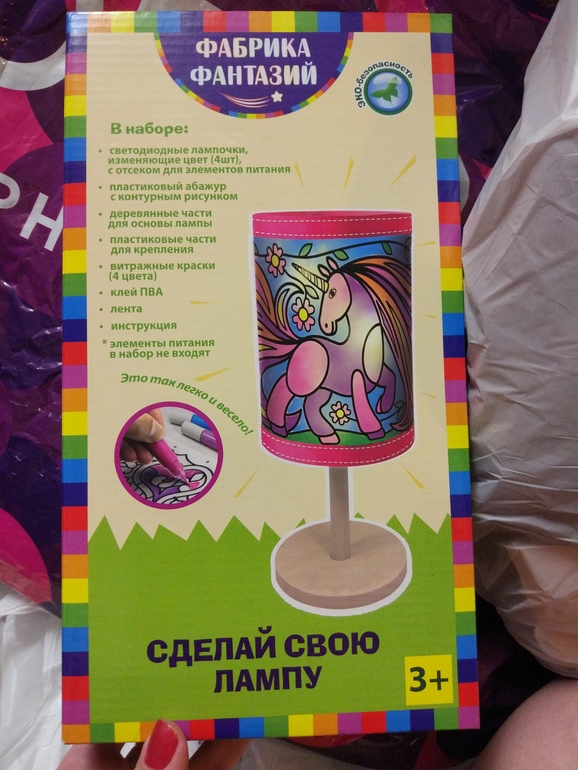 ФАБРИКА
ФАНТАЗИЙ
ЭКО-безопасность
В наборе:
• светодиодные лампочки,
изменяющие цвет (4шт),
с отсеком для элементов питания
• пластиковый абажур
с контурным рисунком
• деревянные части
для основы лампы
• пластиковые части
для крепления
• витражные краски
(4 цвета)
• клей ПВА
• лента
• инструкция
* элементы питания
в набор не входят
Это так легко и весело!
СДЕЛАЙ СВОЮ
ЛАМПУ
3+
РН